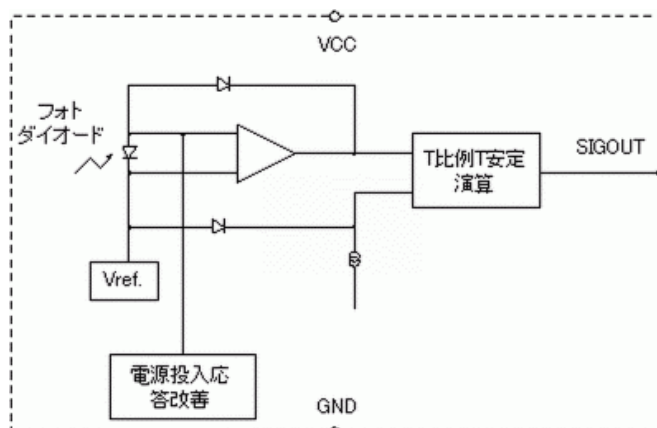 VCC
フォト
ダイオード
T比例T安定
演算
SIGOUT
Vref.
電源投入応
答改善
GND